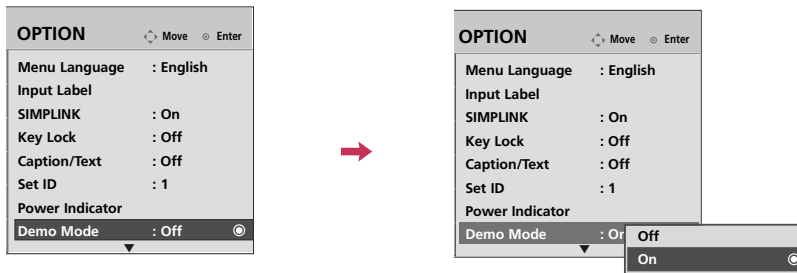 OPTION Move Enter
Menu Language : English
Input Label
SIMPLINK : On
Key Lock : Off
Caption/Text : Off
Set ID : 1
Power Indicator
Demo Mode : Off
OPTION Move Enter
Menu Language : English
Input Label
SIMPLINK : On
Key Lock : Off
Caption/Text : Off
Set ID : 1
Power Indicator
Demo Mode : On
Off
On